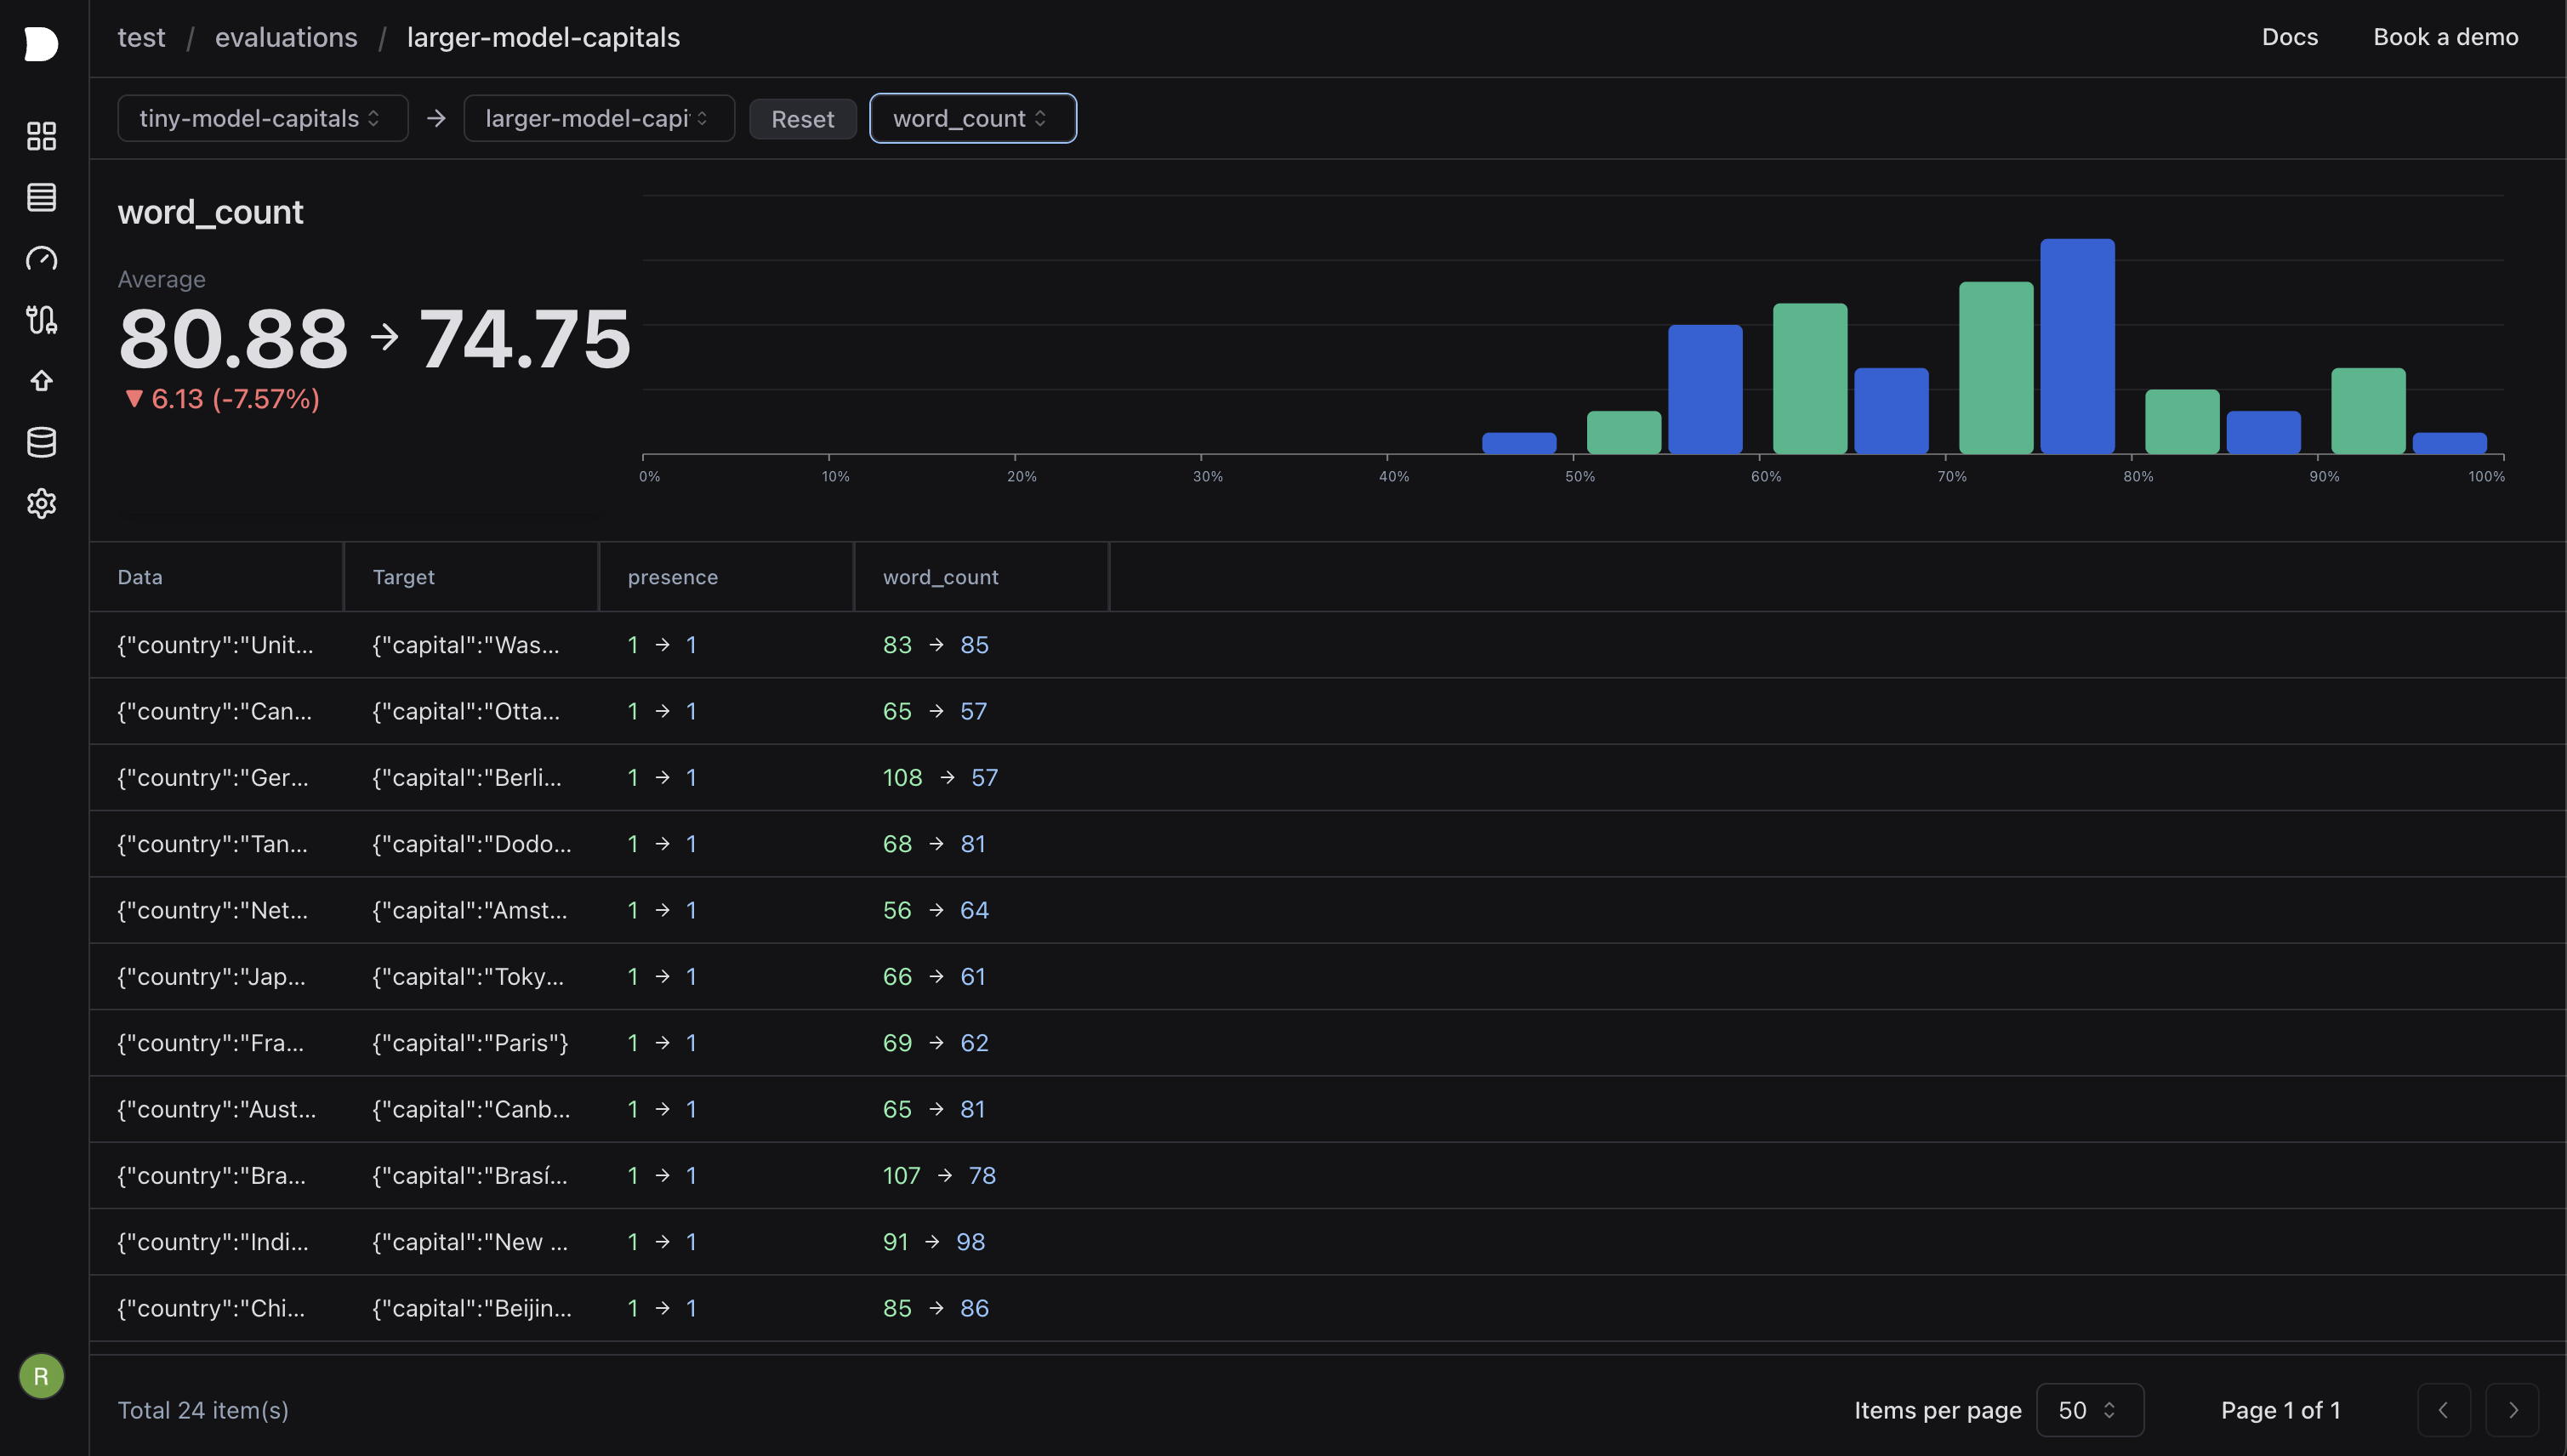 test / evaluations / larger-model-capitals
Docs
Book a demo
tiny-model-capitals → larger-model-capi
Reset
word_count
word_count
Average
80.88 → 74.75
▼ 6.13 (-7.57%)
0% 10% 20% 30% 40% 50% 60% 70% 80% 90% 100%
Data Target presence word_count
{"country":"Unit... {"capital":"Was... 1 → 1 83 → 85
{"country":"Can... {"capital":"Otta... 1 → 1 65 → 57
{"country":"Ger... {"capital":"Berli... 1 → 1 108 → 57
{"country":"Tan... {"capital":"Dodo... 1 → 1 68 → 81
{"country":"Net... {"capital":"Amst... 1 → 1 56 → 64
{"country":"Jap... {"capital":"Toky... 1 → 1 66 → 61
{"country":"Fra... {"capital":"Paris"} 1 → 1 69 → 62
{"country":"Aust... {"capital":"Canb... 1 → 1 65 → 81
{"country":"Bra... {"capital":"Brasí... 1 → 1 107 → 78
{"country":"Indi... {"capital":"New ... 1 → 1 91 → 98
{"country":"Chi... {"capital":"Beijin... 1 → 1 85 → 86
R
Total 24 item(s)
Items per page 50
Page 1 of 1